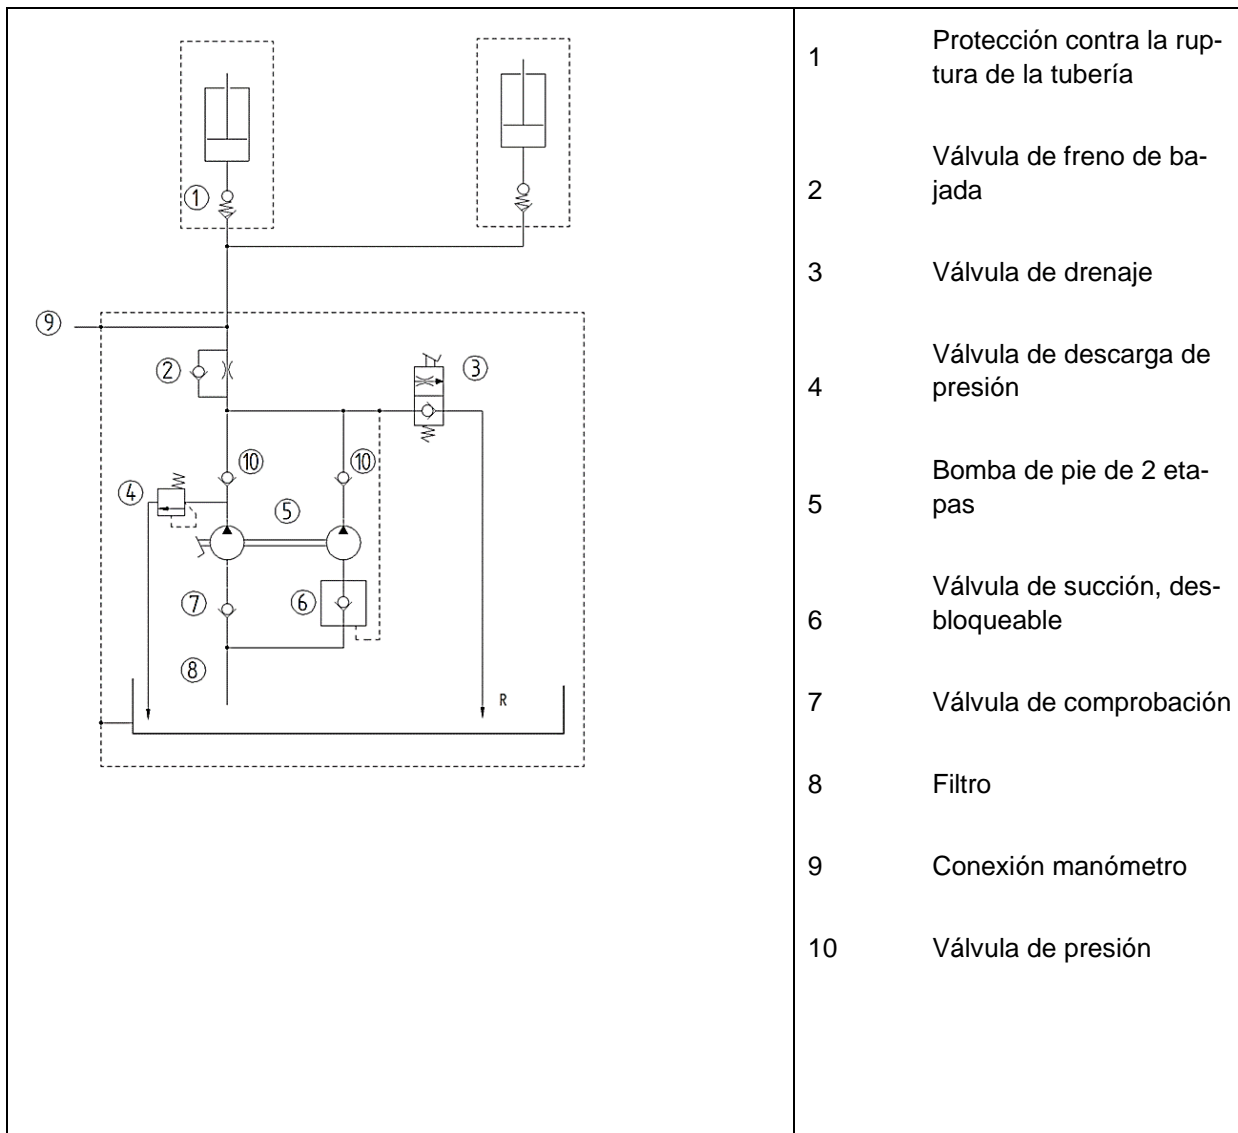 1
9
2
3
10
10
4
5
7
6
8
R
1 Protección contra la rup-
tura de la tubería
Válvula de freno de ba-
2 jada
3 Válvula de drenaje
Válvula de descarga de
4 presión
Bomba de pie de 2 eta-
5 pas
Válvula de succión, des-
6 bloqueable
7 Válvula de comprobación
8 Filtro
9 Conexión manómetro
10 Válvula de presión